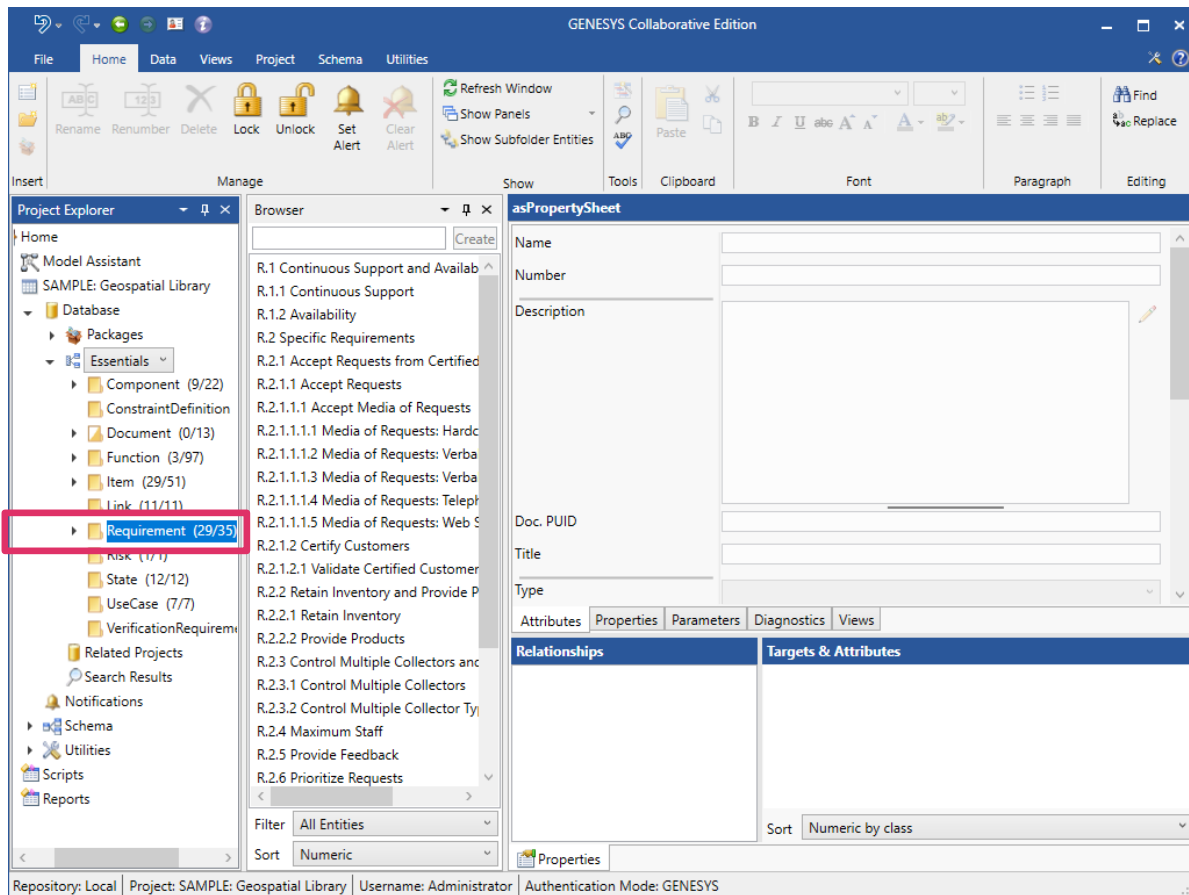 GENESYS Collaborative Edition
File Home Data Views Project Schema Utilities
Rename Renumber Delete Lock Unlock Set Alert Clear Alert
Refresh Window
Show Panels
Show Subfolder Entities
Paste
B I U abc A A A ab
Find
Replace
Insert Manage Show Tools Clipboard Font Paragraph Editing
Project Explorer
Home
Model Assistant
SAMPLE: Geospatial Library
Database
Packages
Essentials
Component (9/22)
ConstraintDefinition
Document (0/13)
Function (3/97)
Item (29/51)
Link (11/11)
Requirement (29/35)
Risk (1/1)
State (12/12)
UseCase (7/7)
VerificationRequireme
Related Projects
Search Results
Notifications
Schema
Utilities
Scripts
Reports
Browser
Create
R.1 Continuous Support and Availab
R.1.1 Continuous Support
R.1.2 Availability
R.2 Specific Requirements
R.2.1 Accept Requests from Certified
R.2.1.1 Accept Requests
R.2.1.1.1 Accept Media of Requests
R.2.1.1.1.1 Media of Requests: Hardc
R.2.1.1.1.2 Media of Requests: Verba
R.2.1.1.1.3 Media of Requests: Verba
R.2.1.1.1.4 Media of Requests: Teleph
R.2.1.1.1.5 Media of Requests: Web S
R.2.1.2 Certify Customers
R.2.1.2.1 Validate Certified Customer
R.2.2 Retain Inventory and Provide P
R.2.2.1 Retain Inventory
R.2.2.2 Provide Products
R.2.3 Control Multiple Collectors and
R.2.3.1 Control Multiple Collectors
R.2.3.2 Control Multiple Collector Ty
R.2.4 Maximum Staff
R.2.5 Provide Feedback
R.2.6 Prioritize Requests
Filter All Entities
Sort Numeric
asPropertySheet
Name
Number
Description
Doc. PUID
Title
Type
Attributes Properties Parameters Diagnostics Views
Relationships
Targets & Attributes
Sort Numeric by class
Properties
Repository: Local Project: SAMPLE: Geospatial Library Username: Administrator Authentication Mode: GENESYS